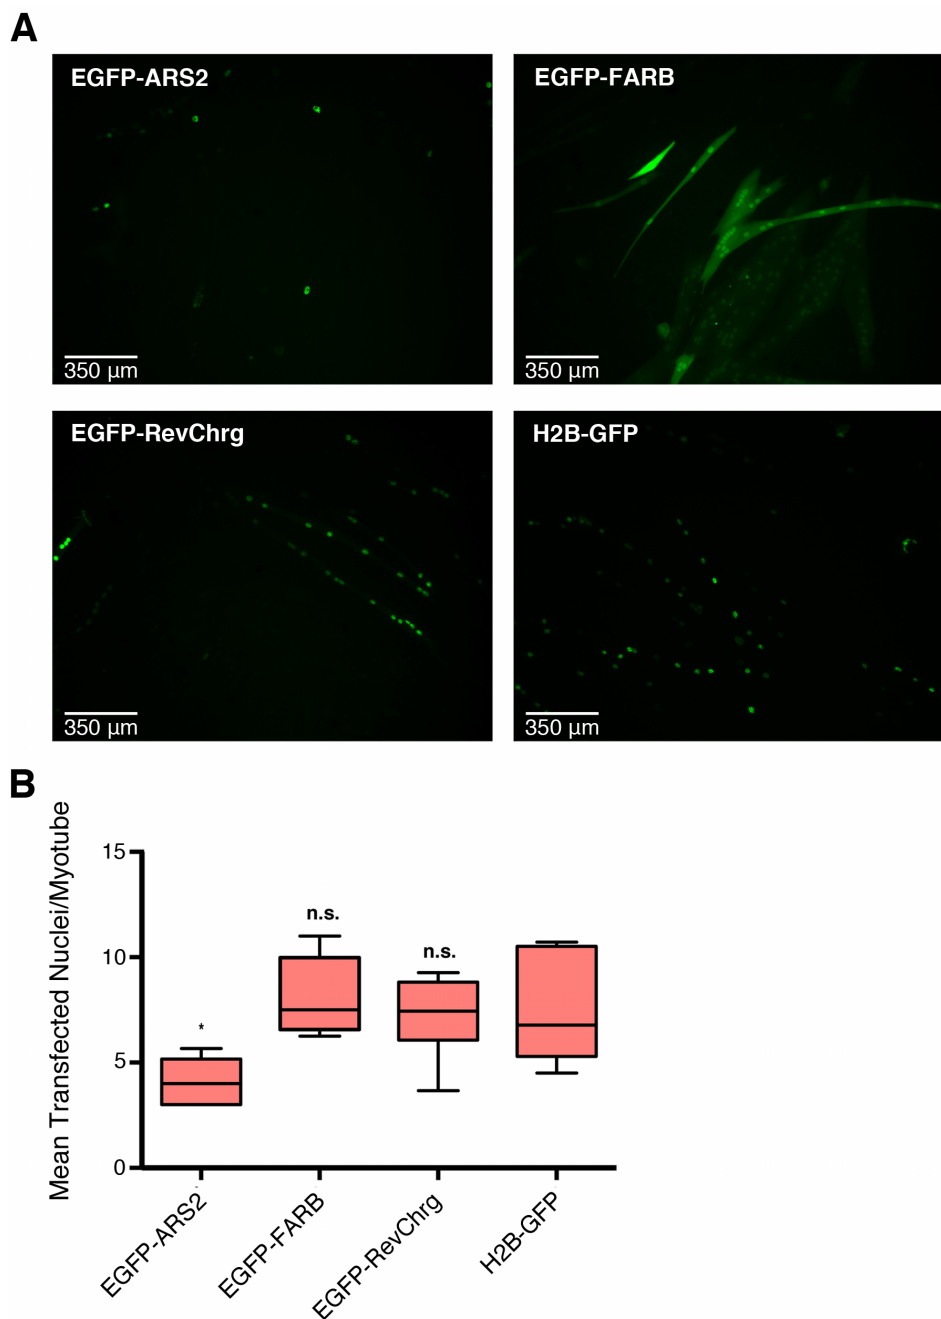 A
EGFP-ARS2
EGFP-FARB
350 µm
350 µm
EGFP-RevChrg
H2B-GFP
350 µm
350 µm
B
Mean Transfected Nuclei/Myotube
15
10
5
0
*
n.s.
n.s.
EGFP-ARS2
EGFP-FARB
EGFP-RevChrg
H2B-GFP